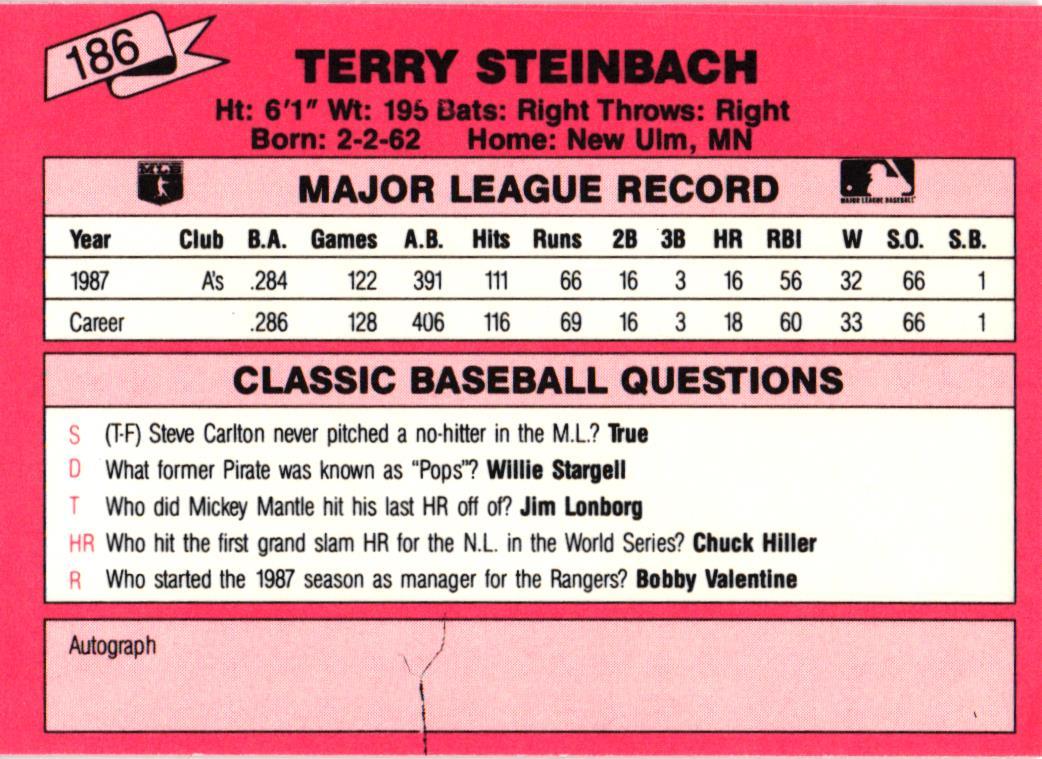 186
TERRY STEINBACH
Ht: 6'1" Wt: 195 Bats: Right Throws: Right
Born: 2-2-62 Home: New Ulm, MN
MLB
MAJOR LEAGUE RECORD
MAJOR LEAGUE BASEBALL
Year Club B.A. Games A.B. Hits Runs 2B 3B HR RBI W S.O. S.B.
1987 A's .284 122 391 111 66 16 3 16 56 32 66 1
Career .286 128 406 116 69 16 3 18 60 33 66 1
CLASSIC BASEBALL QUESTIONS
S (T-F) Steve Carlton never pitched a no-hitter in the M.L.? True
D What former Pirate was known as "Pops"? Willie Stargell
T Who did Mickey Mantle hit his last HR off of? Jim Lonborg
HR Who hit the first grand slam HR for the N.L. in the World Series? Chuck Hiller
R Who started the 1987 season as manager for the Rangers? Bobby Valentine
Autograph